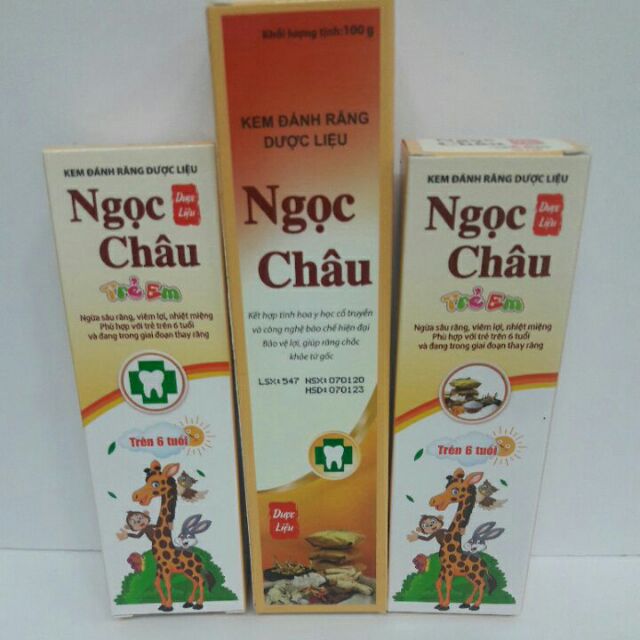 KEM ĐÁNH RĂNG DƯỢC LIỆU
Ngọc
Dược
Liệu
Châu
Trẻ Em
Ngừa sâu răng, viêm lợi, nhiệt miệng
Phù hợp với trẻ trên 6 tuổi
và đang trong giai đoạn thay răng
Trên 6 tuổi
Khối lượng tịnh:100 g
KEM ĐÁNH RĂNG
DƯỢC LIỆU
Ngọc
Châu
Kết hợp tinh hoa y học cổ truyền
và công nghệ bào chế hiện đại
Bảo vệ lợi, giúp răng chắc
khỏe từ gốc
LSX: 547 NSX: 070120
HSD: 070123
Dược
Liệu
KEM ĐÁNH RĂNG DƯỢC LIỆU
Ngọc
Dược
Liệu
Châu
Trẻ Em
Ngừa sâu răng, viêm lợi, nhiệt miệng
Phù hợp với trẻ trên 6 tuổi
và đang trong giai đoạn thay răng
Trên 6 tuổi